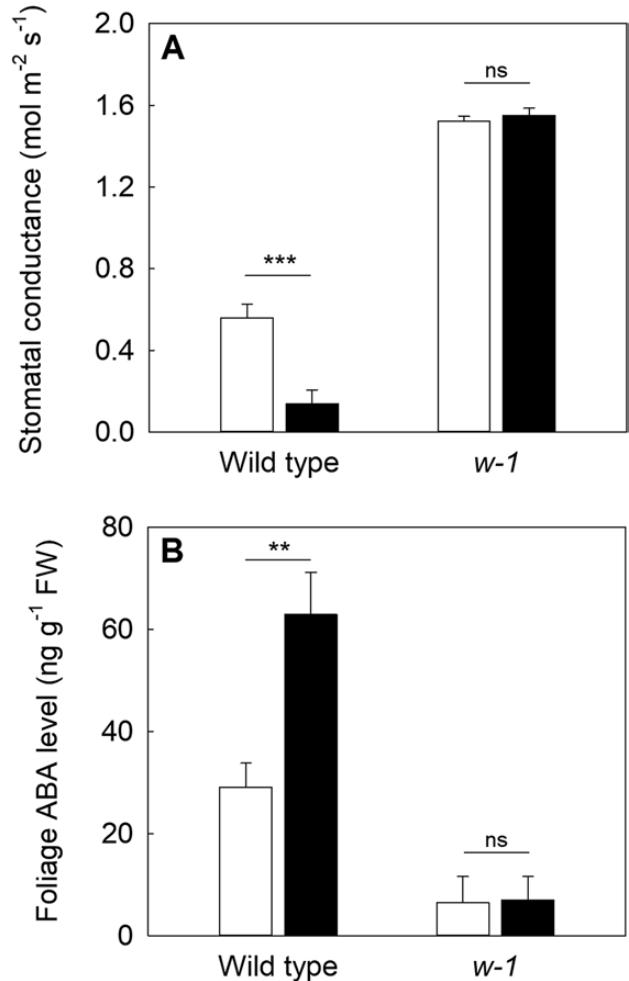 A
Stomatal conductance (mol m⁻² s⁻¹)
2.0
1.6
1.2
0.8
0.4
0.0
***
ns
Wild type
w-1
B
Foliage ABA level (ng g⁻¹ FW)
80
60
40
20
0
**
ns
Wild type
w-1